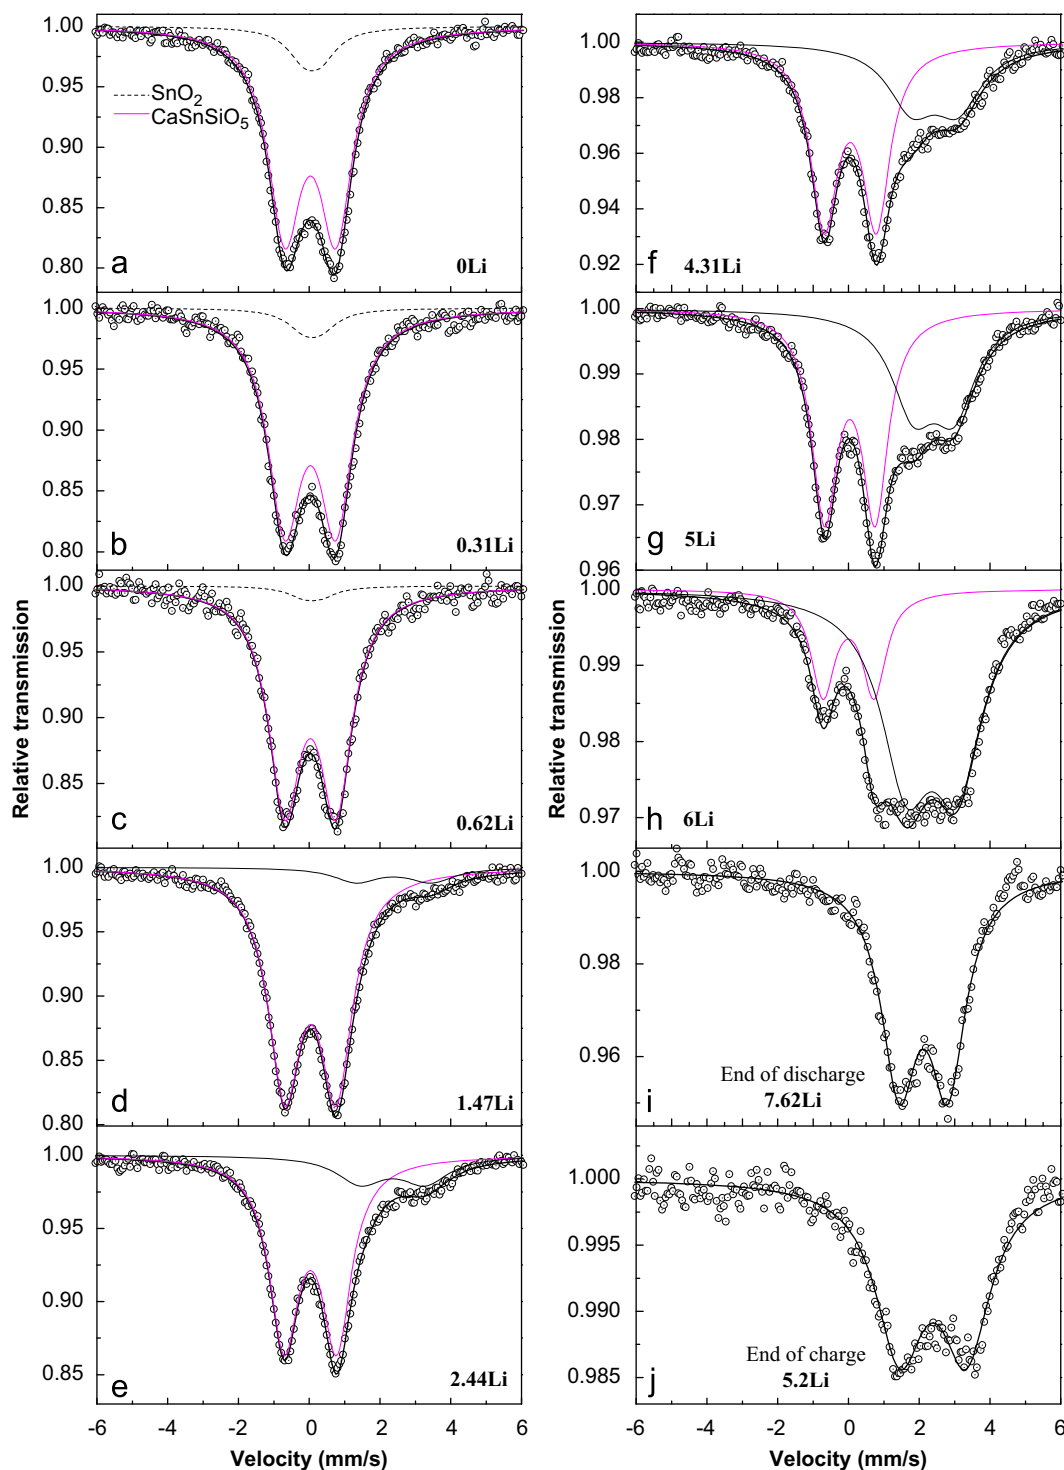 1.00
0.95
0.90
0.85
0.80
SnO2
CaSnSiO5
a
0Li
1.00
0.95
0.90
0.85
0.80
b
0.31Li
1.00
0.95
0.90
0.85
c
0.62Li
1.00
0.95
0.90
0.85
0.80
d
1.47Li
1.00
0.95
0.90
0.85
e
2.44Li
-6 -4 -2 0 2 4 6
Velocity (mm/s)
Relative transmission
1.00
0.98
0.96
0.94
0.92
f
4.31Li
1.00
0.99
0.98
0.97
0.96
g
5Li
1.00
0.99
0.98
0.97
h
6Li
1.00
0.98
0.96
End of discharge
i
7.62Li
1.000
0.995
0.990
0.985
End of charge
j
5.2Li
-6 -4 -2 0 2 4 6
Velocity (mm/s)
Relative transmission